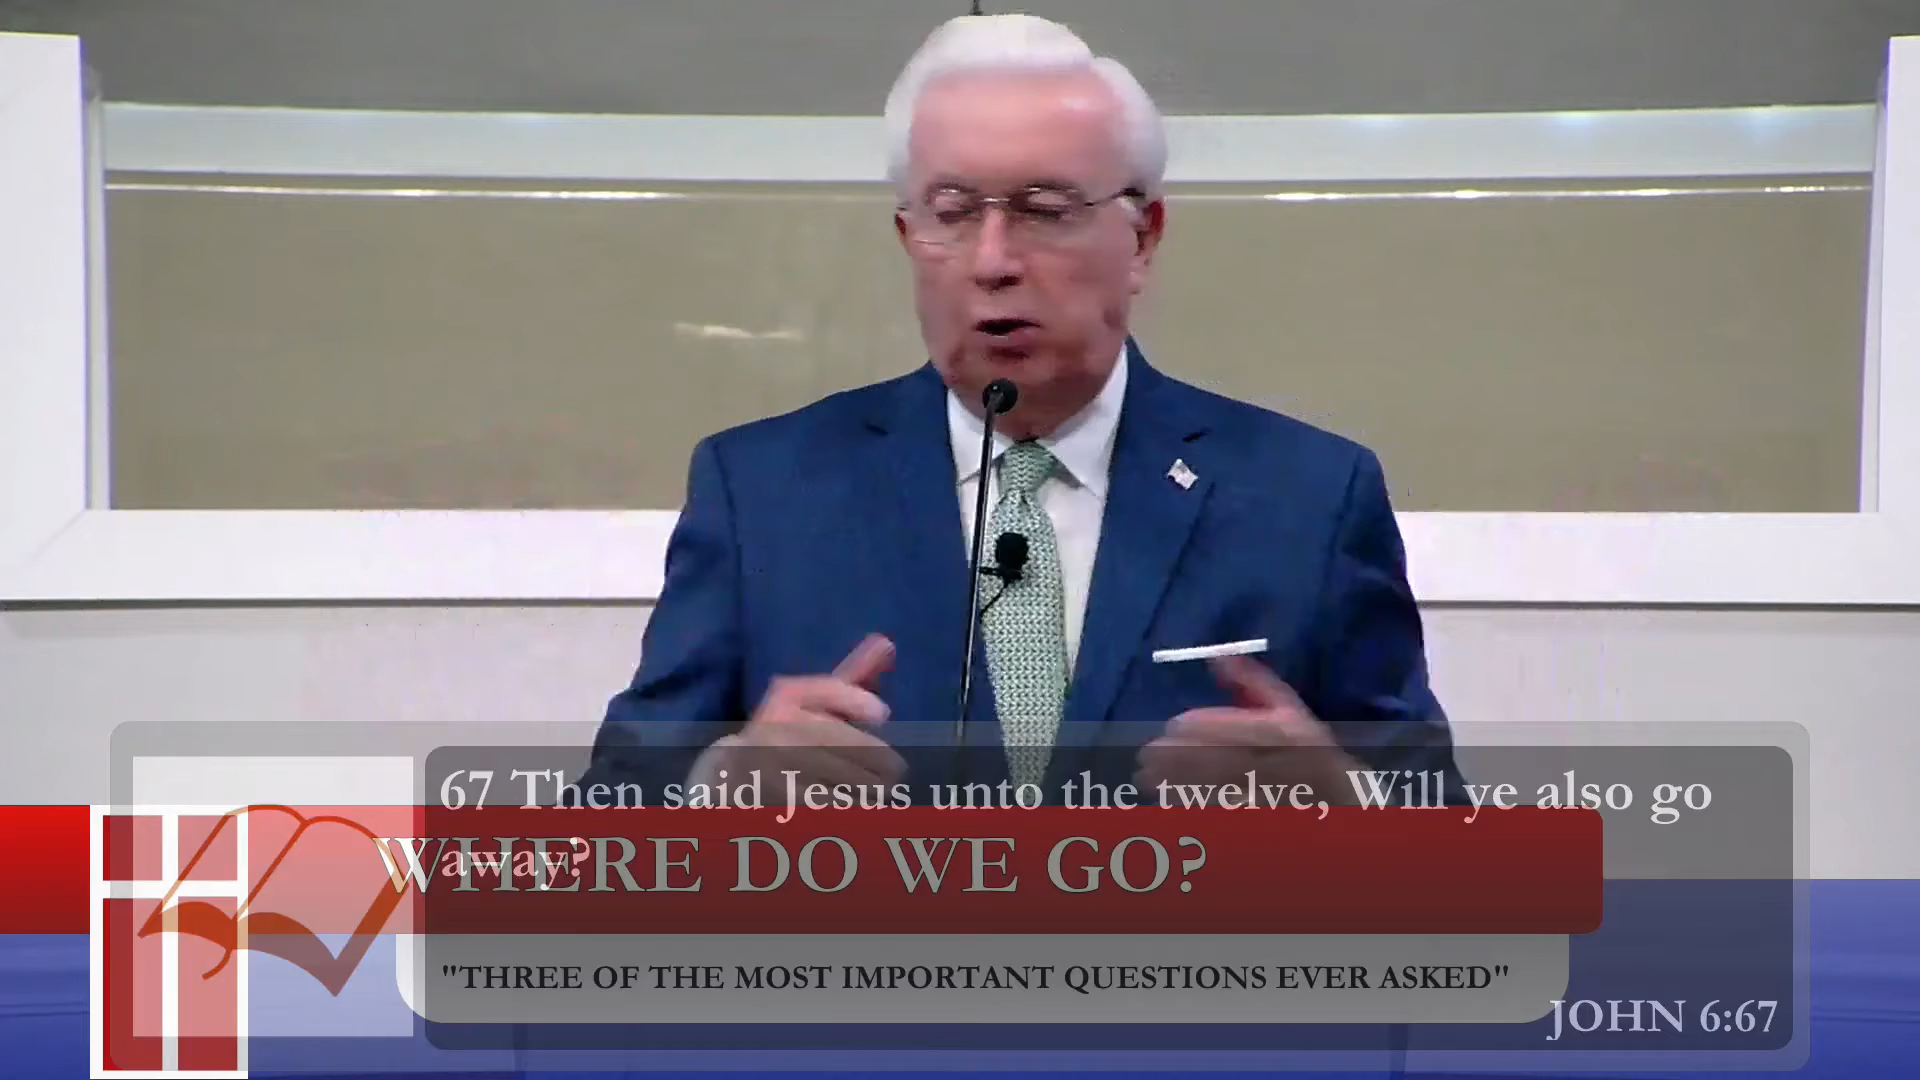 67 Then said Jesus unto the twelve, Will ye also go
away?
WHERE DO WE GO?
"THREE OF THE MOST IMPORTANT QUESTIONS EVER ASKED"
JOHN 6:67